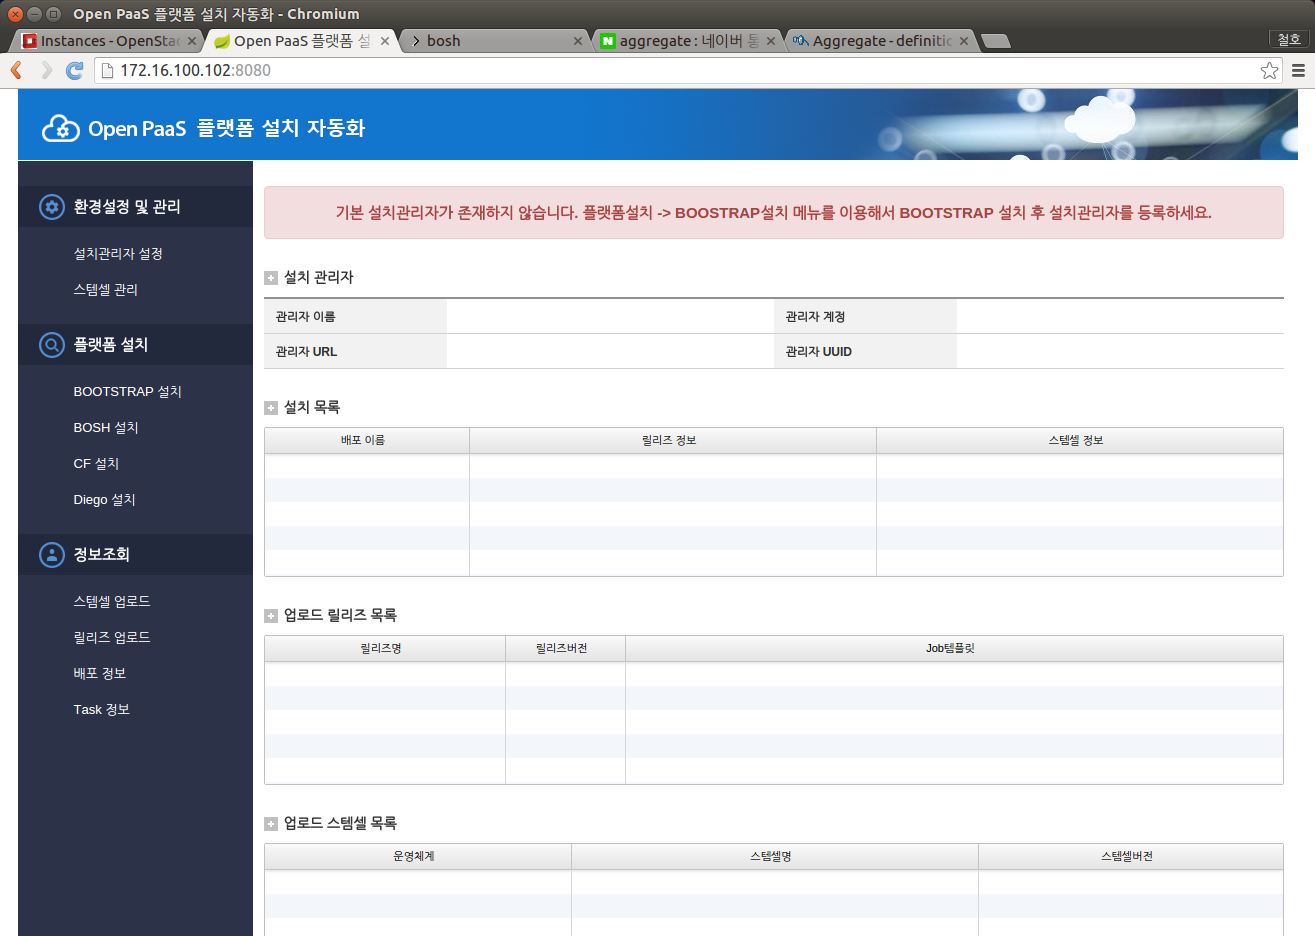 Open PaaS 플랫폼 설치 자동화 - Chromium
Instances - OpenStac
Open PaaS 플랫폼 설
bosh
aggregate : 네이버 통
Aggregate - definitic
철호
172.16.100.102:8080
Open PaaS 플랫폼 설치 자동화
환경설정 및 관리
설치관리자 설정
스템셀 관리
플랫폼 설치
BOOTSTRAP 설치
BOSH 설치
CF 설치
Diego 설치
정보조회
스템셀 업로드
릴리즈 업로드
배포 정보
Task 정보
기본 설치관리자가 존재하지 않습니다. 플랫폼설치 -> BOOSTRAP설치 메뉴를 이용해서 BOOTSTRAP 설치 후 설치관리자를 등록하세요.
설치 관리자
관리자 이름 관리자 계정
관리자 URL 관리자 UUID
설치 목록
배포 이름 릴리즈 정보 스템셀 정보
업로드 릴리즈 목록
릴리즈명 릴리즈버전 Job템플릿
업로드 스템셀 목록
운영체계 스템셀명 스템셀버전